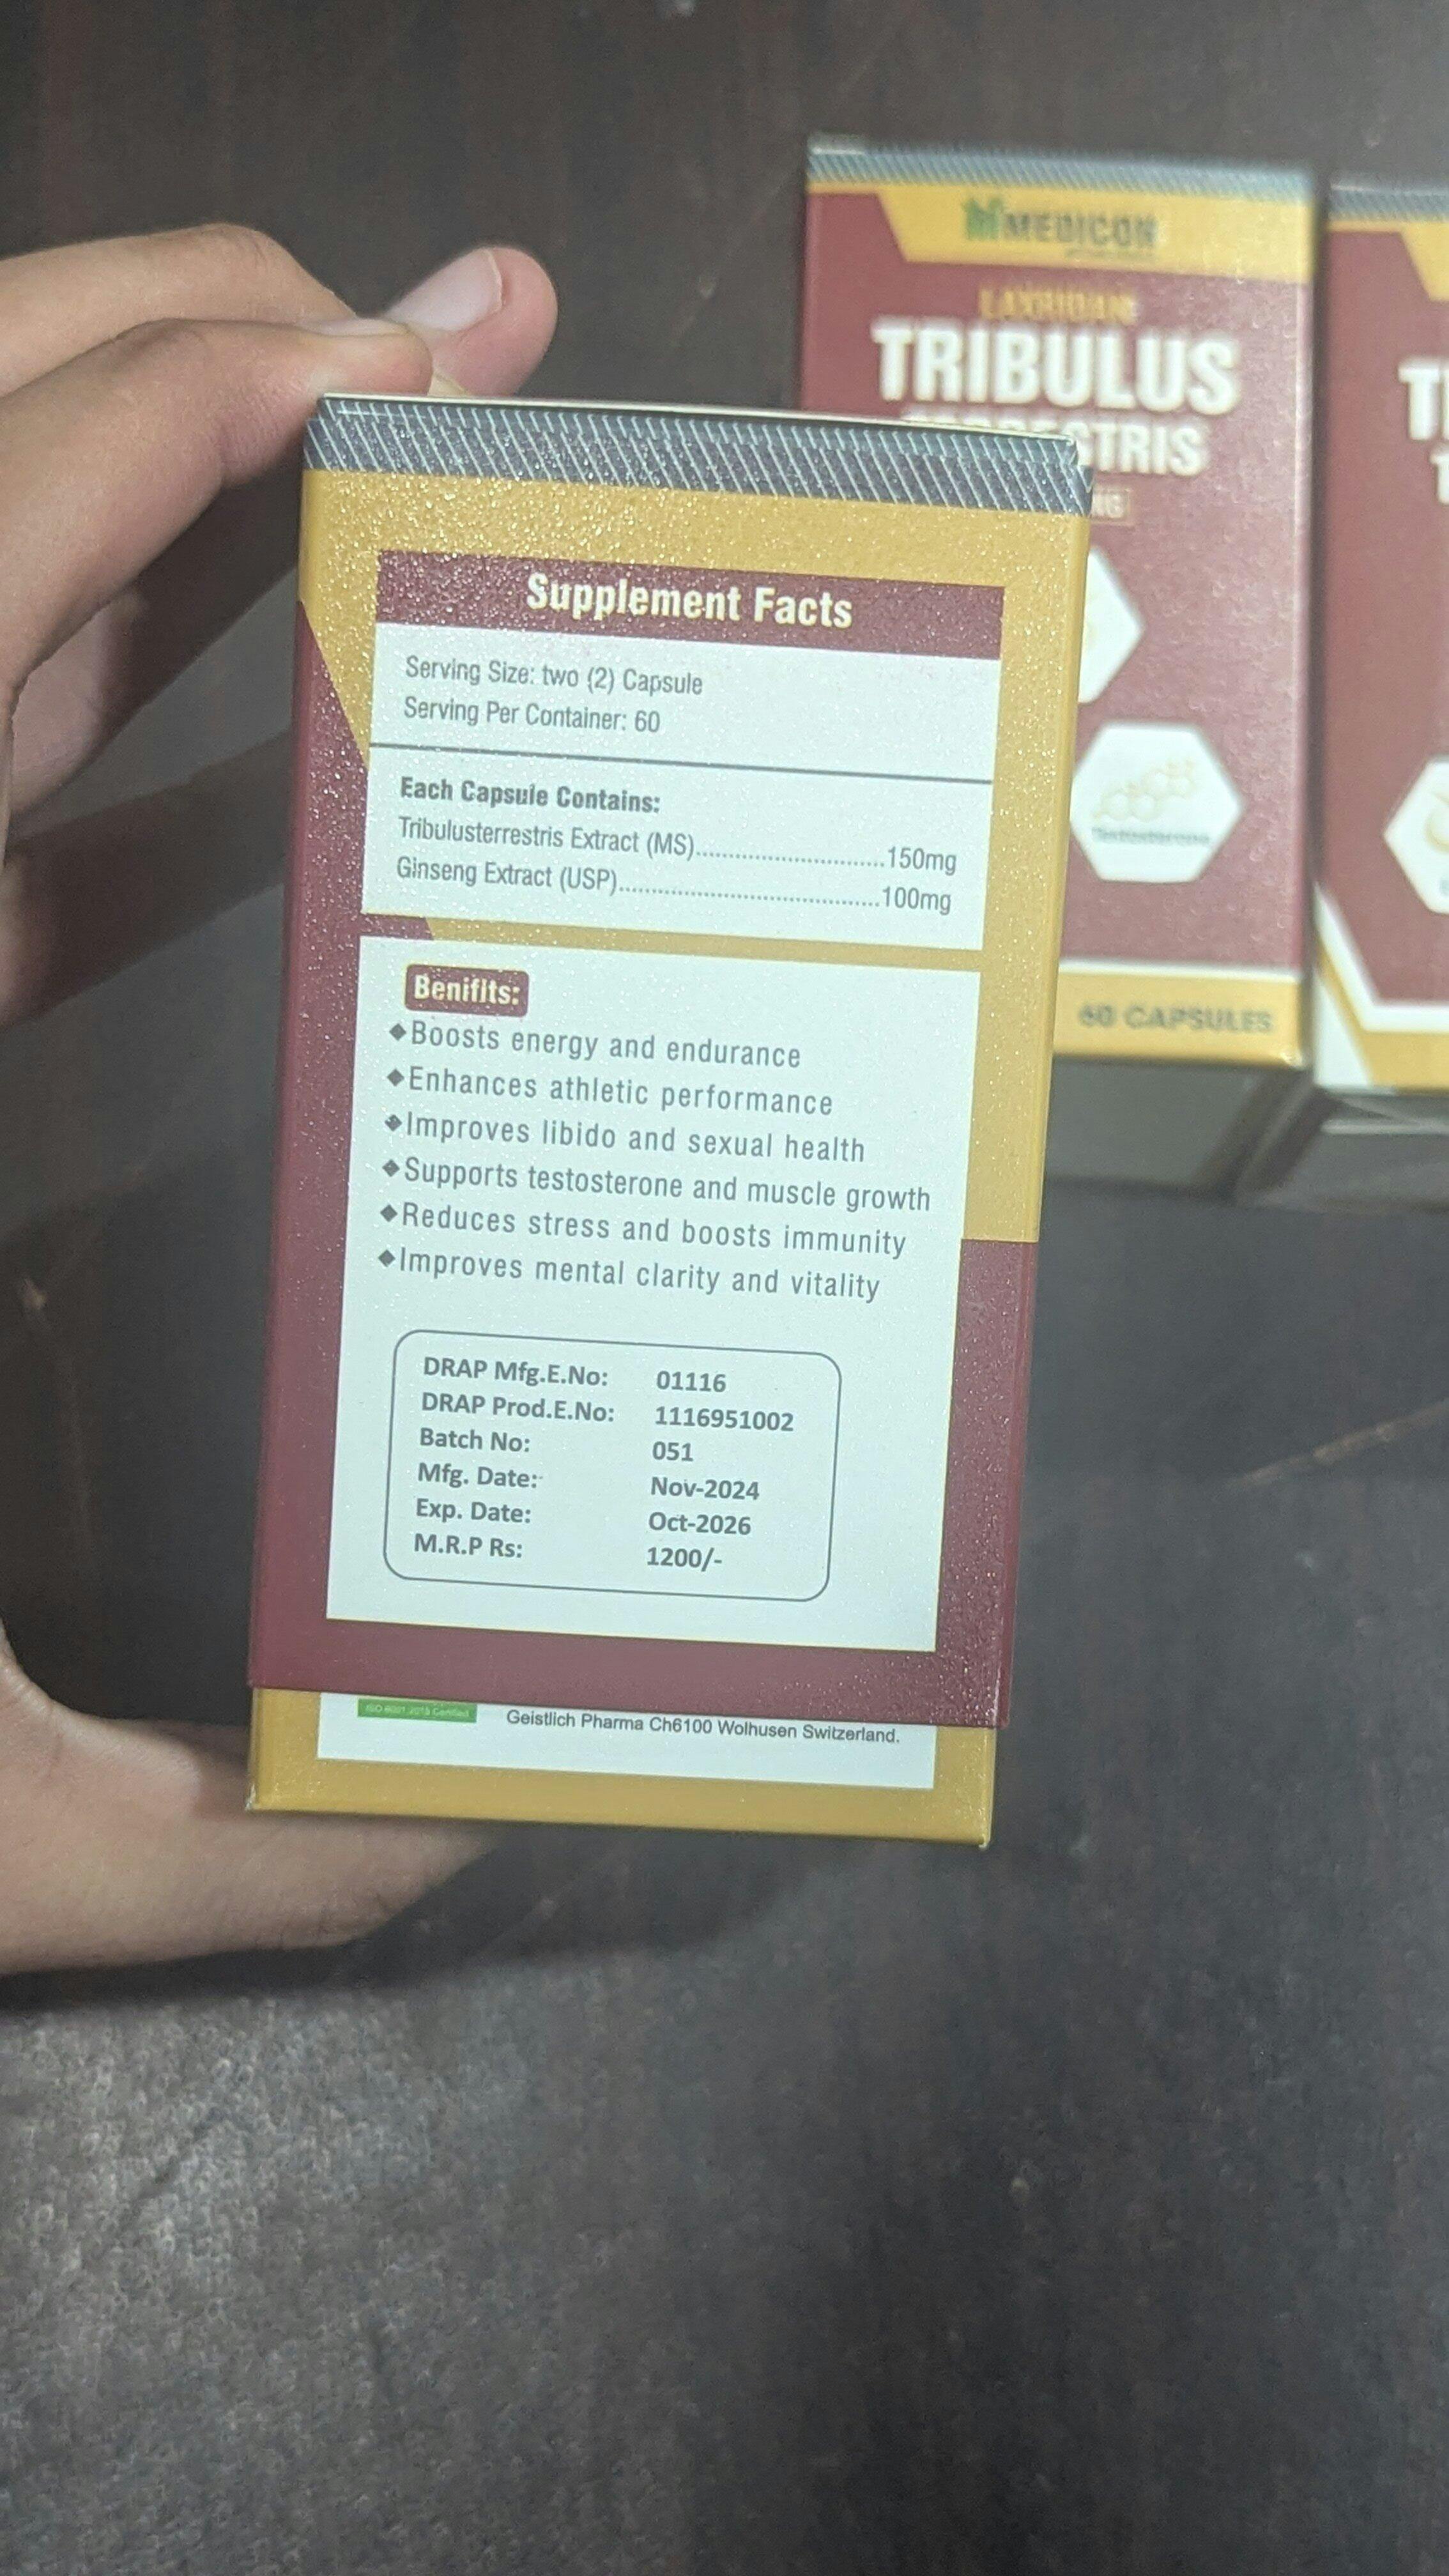 Supplement Facts
Serving Size: two (2) Capsule
Serving Per Container: 60
Each Capsule Contains:
Tribulusterrestris Extract (MS)............................150mg
Ginseng Extract (USP).......................................100mg
Benifits:
◆Boosts energy and endurance
◆Enhances athletic performance
◆Improves libido and sexual health
◆Supports testosterone and muscle growth
◆Reduces stress and boosts immunity
◆Improves mental clarity and vitality
DRAP Mfg.E.No: 01116
DRAP Prod.E.No: 1116951002
Batch No: 051
Mfg. Date: Nov-2024
Exp. Date: Oct-2026
M.R.P Rs: 1200/-
Geistlich Pharma Ch6100 Wolhusen Switzerland.
MEDICON
TRIBULUS
Testosterone
60 CAPSULES